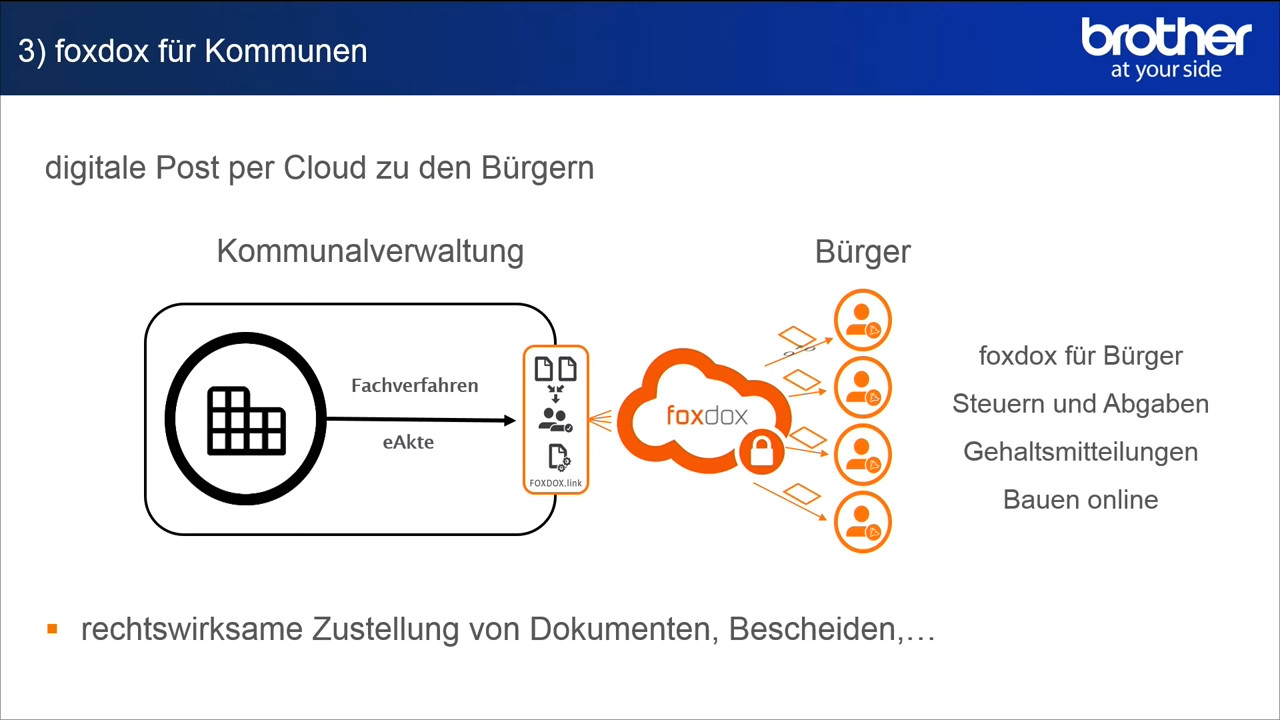 3) foxdox für Kommunen
brother
at your side
digitale Post per Cloud zu den Bürgern
Kommunalverwaltung
Bürger
Fachverfahren
eAkte
FOXDOX.link
foxdox
foxdox für Bürger
Steuern und Abgaben
Gehaltsmitteilungen
Bauen online
▪ rechtswirksame Zustellung von Dokumenten, Bescheiden,…